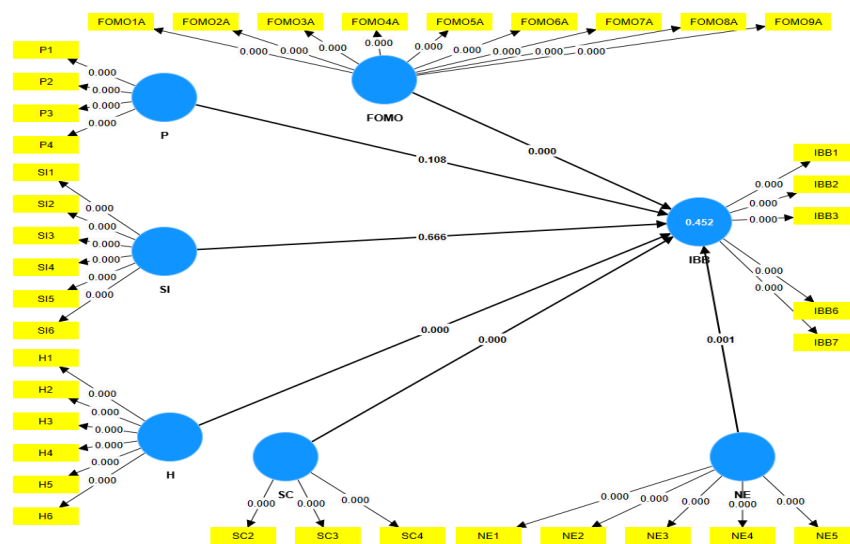 FOMO1A FOMO2A FOMO3A FOMO4A FOMO5A FOMO6A FOMO7A FOMO8A FOMO9A
0.000 0.000 0.000 0.000 0.000 0.000 0.000 0.000 0.000
FOMO
P1
P2
P3
P4
0.000
0.000
0.000
0.000
P
0.108
0.000
SI1
SI2
SI3
SI4
SI5
SI6
0.000
0.000
0.000
0.000
0.000
0.000
SI
0.666
IBB1
IBB2
IBB3
IBB6
IBB7
0.000
0.000
0.000
0.000
0.000
0.452
IBB
H1
H2
H3
H4
H5
H6
0.000
0.000
0.000
0.000
0.000
0.000
H
0.000
0.000
0.001
SC
0.000 0.000 0.000
SC2 SC3 SC4
NE
0.000 0.000 0.000 0.000 0.000
NE1 NE2 NE3 NE4 NE5